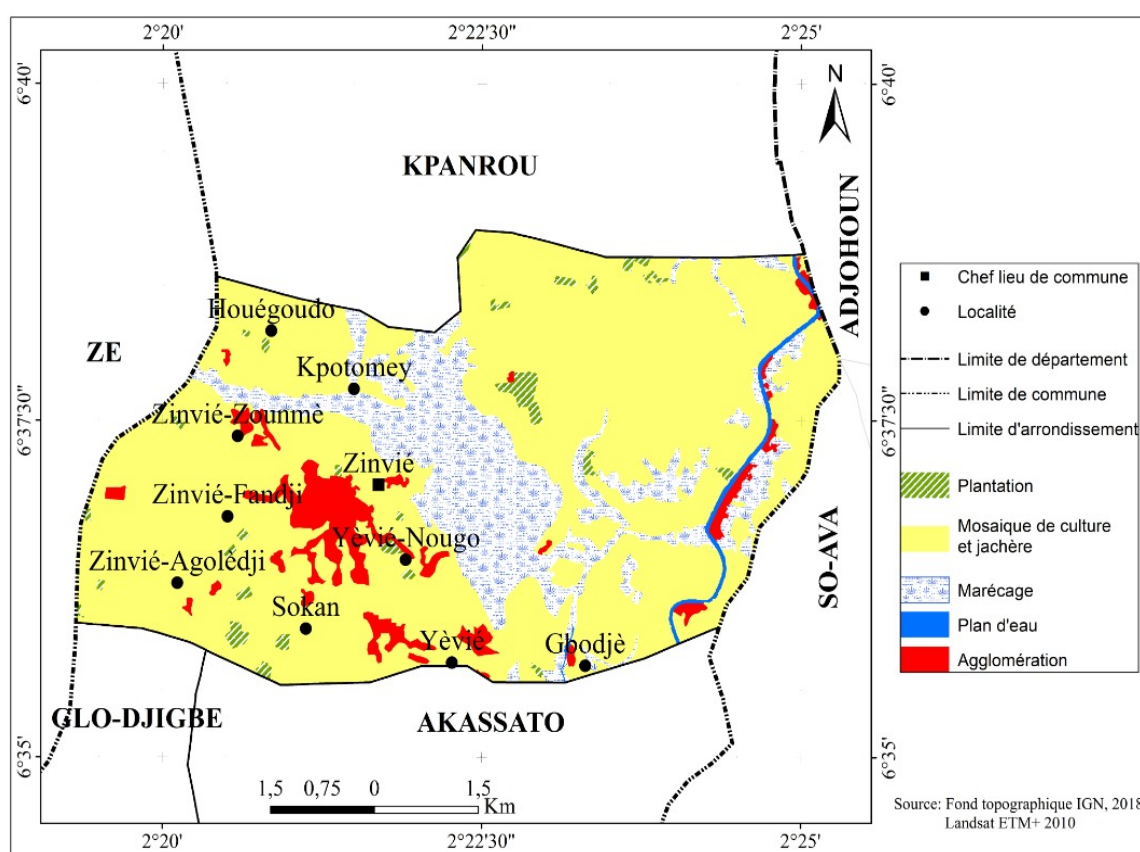 2°20'
2°22'30"
2°25'
6°40'
6°40'
N
KPANROU
ADJOHOUN
Houégoudo
ZE
Kpotomey
Zinvié-Zounmè
6°37'30"
6°37'30"
Zinvié
Zinvié-Fandji
Yèvié-Nougo
Zinvié-Agolédji
SO-AVA
Sokan
Yèvié
Gbodjè
GLO-DJIGBE
AKASSATO
6°35'
6°35'
1,5 0,75 0 1,5
Km
2°20'
2°22'30"
2°25'
Chef lieu de commune
Localité
Limite de département
Limite de commune
Limite d'arrondissement
Plantation
Mosaique de culture
et jachère
Marécage
Plan d'eau
Agglomération
Source: Fond topographique IGN, 2018
Landsat ETM+ 2010